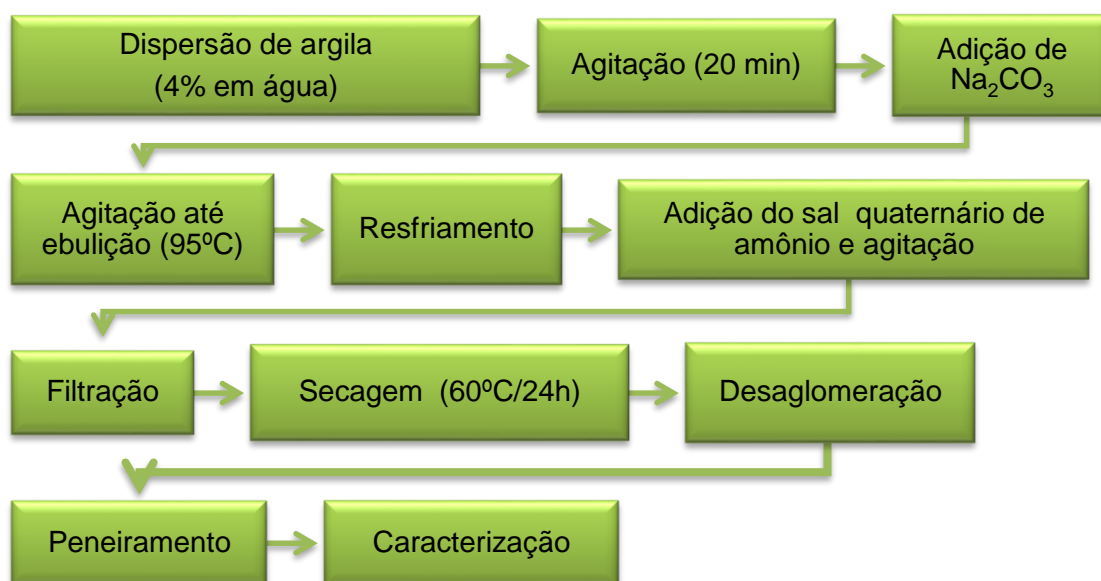 Dispersão de argila
(4% em água)
Agitação (20 min)
Adição de
Na₂CO₃
Agitação até
ebulição (95ºC)
Resfriamento
Adição do sal quaternário de
amônio e agitação
Filtração
Secagem (60ºC/24h)
Desaglomeração
Peneiramento
Caracterização